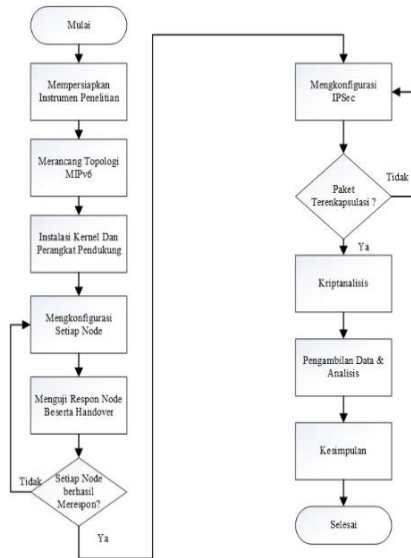 Mulai
Mempersiapkan
Instrumen Penelitian
Merancang Topologi
MIPv6
Instalasi Kernel Dan
Perangkat Pendukung
Mengkonfigurasi
Setiap Node
Menguji Respon Node
Beserta Handover
Tidak
Setiap Node
berhasil
Merespon?
Ya
Mengkonfigurasi
IPSec
Tidak
Paket
Terenkapsulasi ?
Ya
Kriptanalisis
Pengambilan Data &
Analisis
Kesimpulan
Selesai